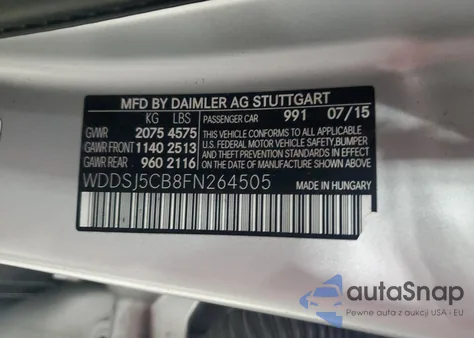 MFD BY DAIMLER AG STUTTGART
KG LBS PASSENGER CAR 991 07/15
GVWR 2075 4575 THIS VEHICLE CONFORMS TO ALL APPLICABLE
GAWR FRONT 1140 2513 U.S. FEDERAL MOTOR VEHICLE SAFETY, BUMPER,
GAWR REAR 960 2116 AND THEFT PREVENTION STANDARDS IN EFFECT
ON THE DATE OF MANUFACTURE SHOWN ABOVE.
WDDSJ5CB8FN264505 MADE IN HUNGARY
autoSnap
Pewne auta z aukcji USA - EU